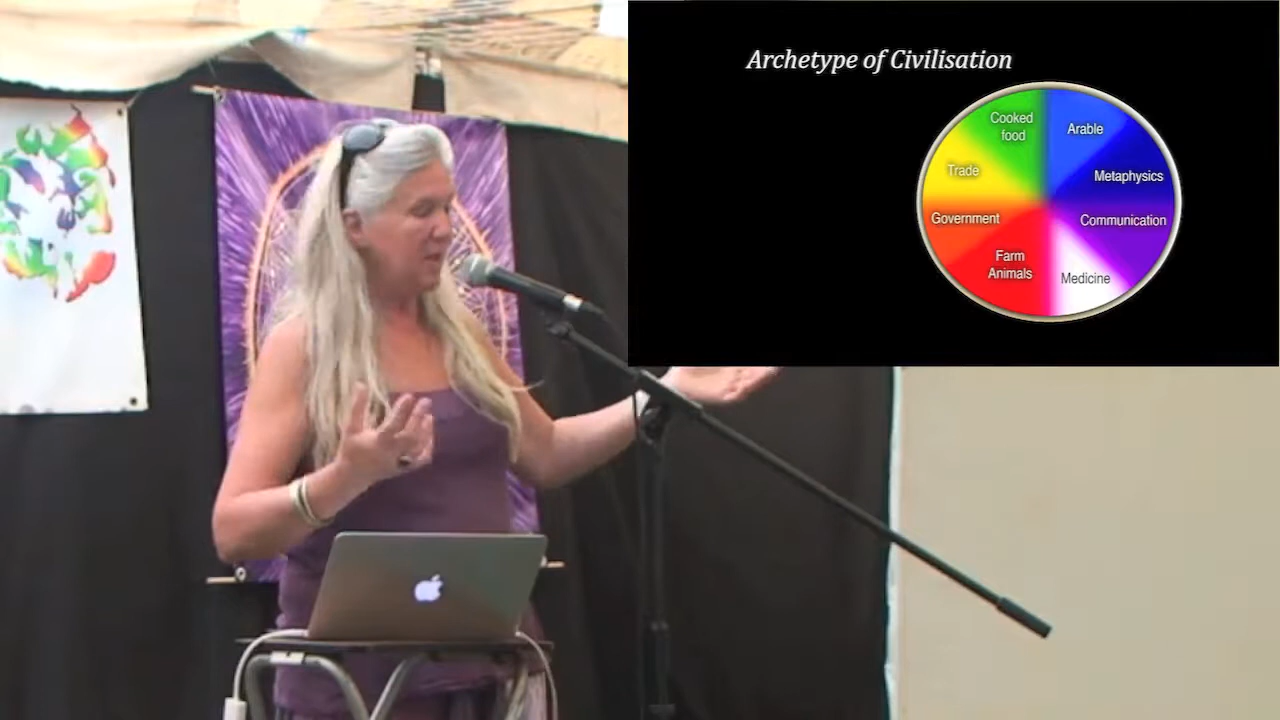 Archetype of Civilisation
Cooked
food
Arable
Trade
Metaphysics
Government
Communication
Farm
Animals
Medicine